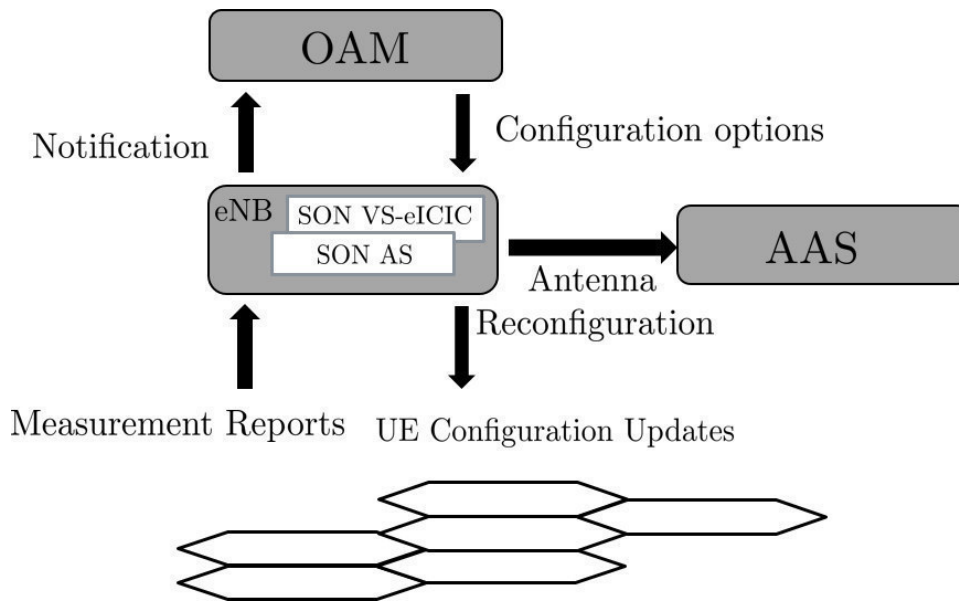 OAM
Notification
Configuration options
eNB
SON VS-eICIC
SON AS
AAS
Antenna
Reconfiguration
Measurement Reports
UE Configuration Updates